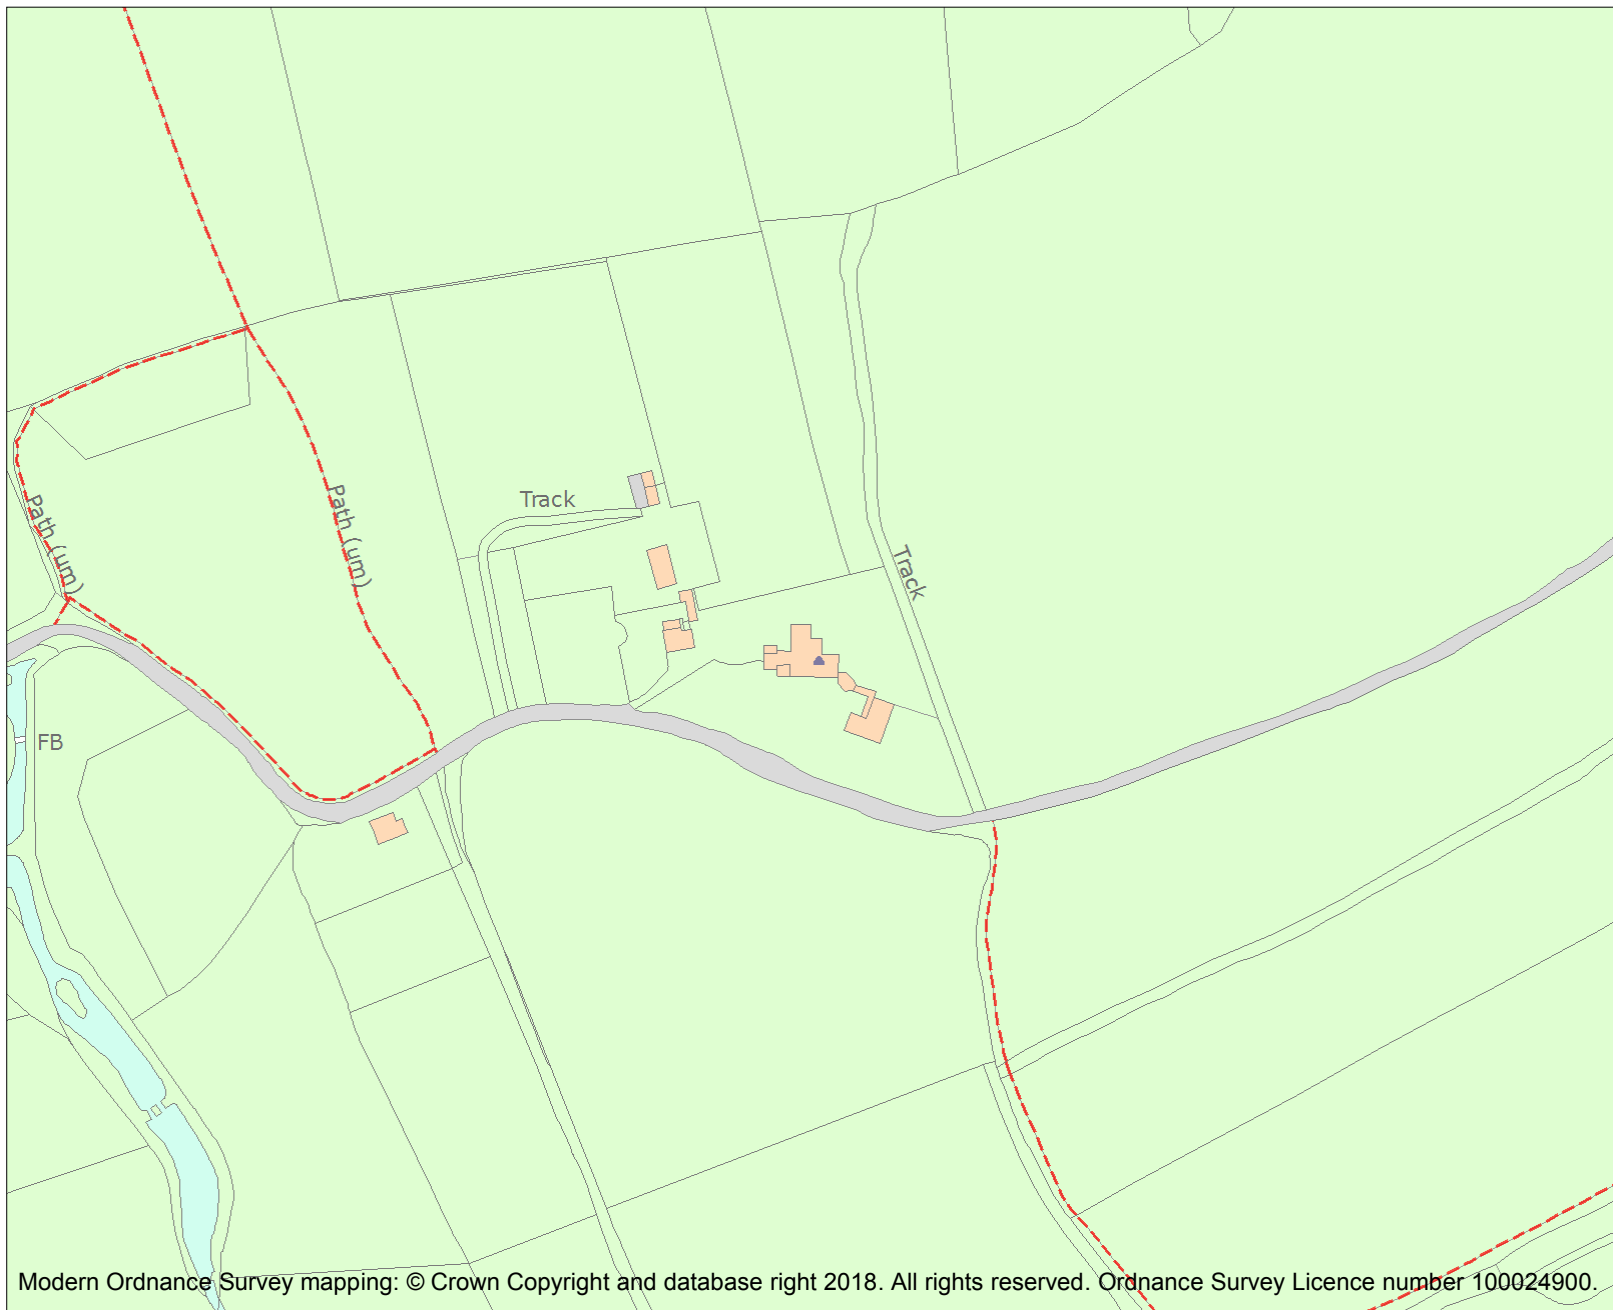 Track
Path (um)
Path (um)
Track
FB
Modern Ordnance Survey mapping: © Crown Copyright and database right 2018. All rights reserved. Ordnance Survey Licence number 100024900.